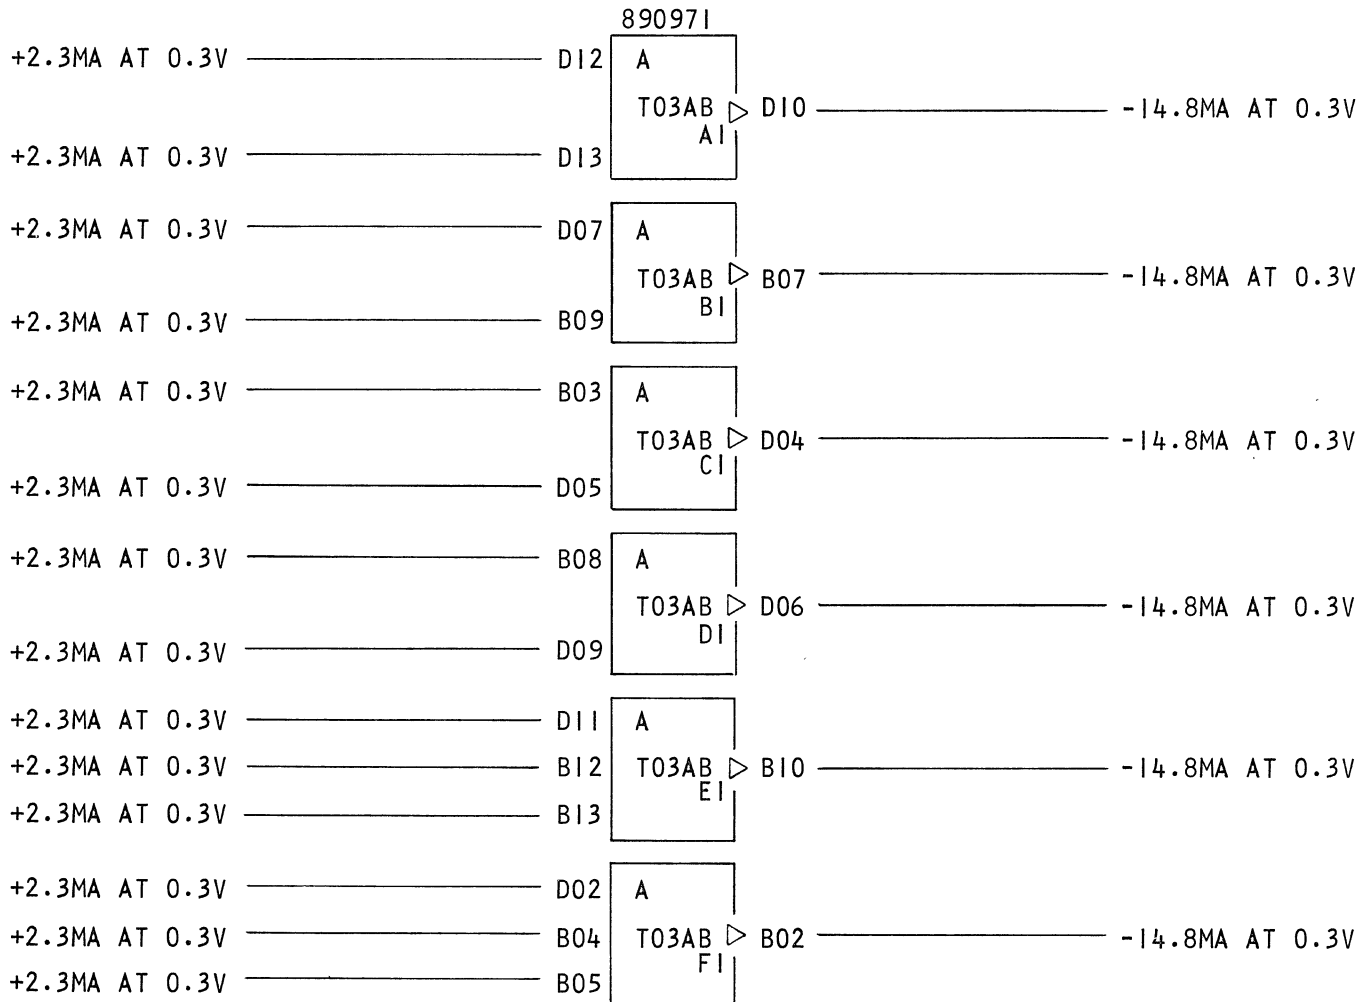 890971
+2.3MA AT 0.3V D12 A
T03AB D10 -14.8MA AT 0.3V
A1
+2.3MA AT 0.3V D13
+2.3MA AT 0.3V D07 A
T03AB B07 -14.8MA AT 0.3V
B1
+2.3MA AT 0.3V B09
+2.3MA AT 0.3V B03 A
T03AB D04 -14.8MA AT 0.3V
C1
+2.3MA AT 0.3V D05
+2.3MA AT 0.3V B08 A
T03AB D06 -14.8MA AT 0.3V
D1
+2.3MA AT 0.3V D09
+2.3MA AT 0.3V D11 A
+2.3MA AT 0.3V B12 T03AB B10 -14.8MA AT 0.3V
E1
+2.3MA AT 0.3V B13
+2.3MA AT 0.3V D02 A
+2.3MA AT 0.3V B04 T03AB B02 -14.8MA AT 0.3V
F1
+2.3MA AT 0.3V B05